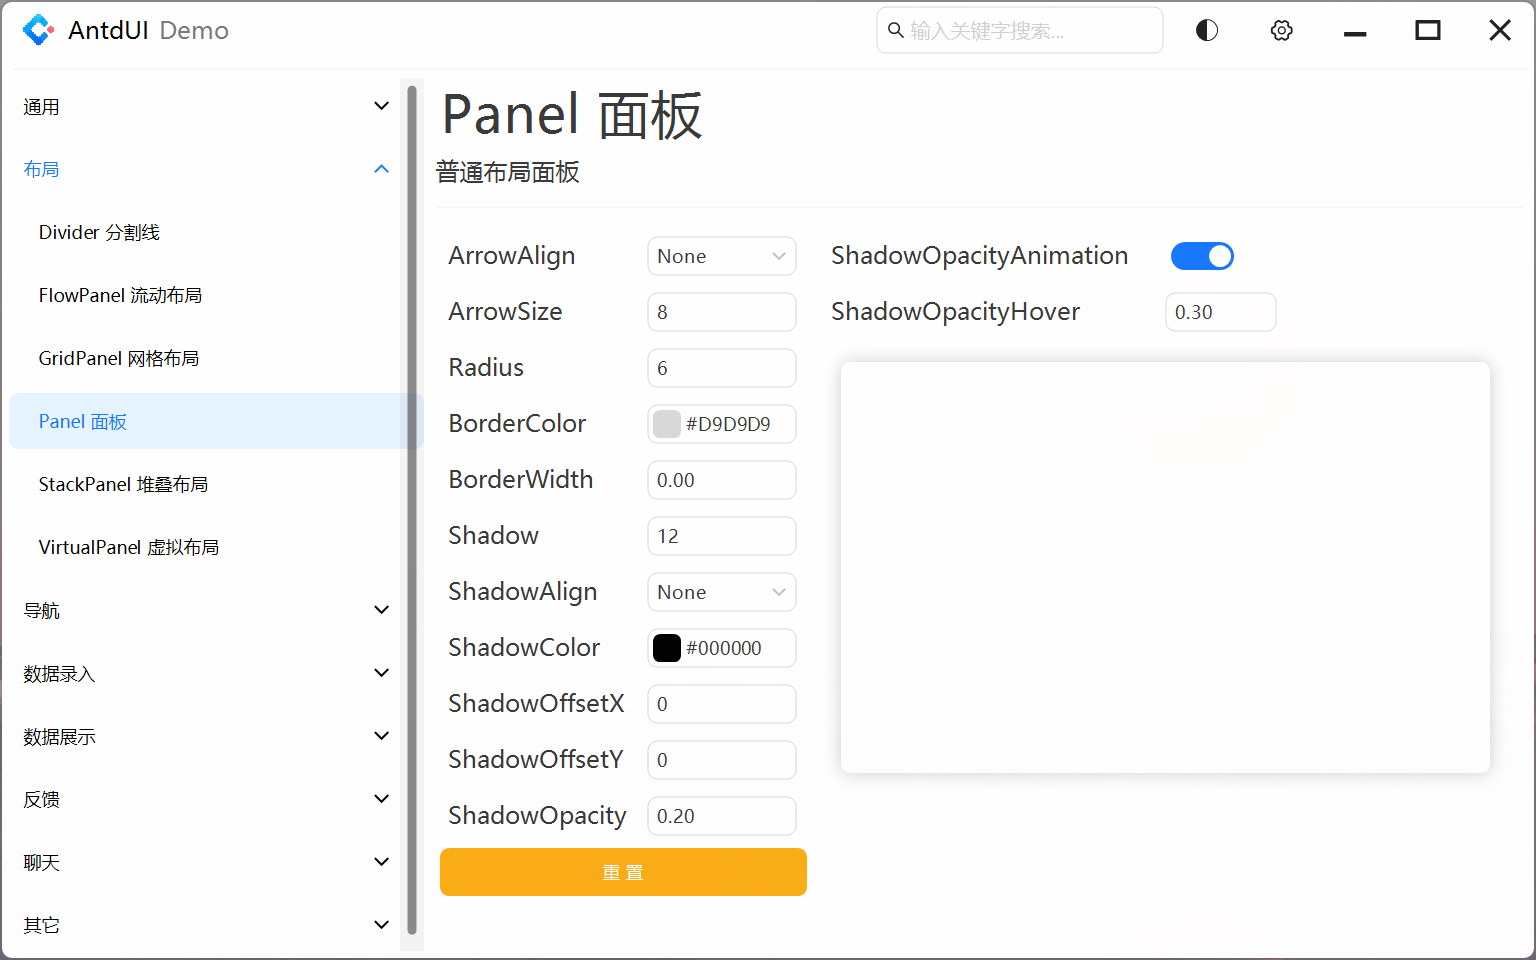 AntdUI Demo
输入关键字搜索...
通用
布局
Divider 分割线
FlowPanel 流动布局
GridPanel 网格布局
Panel 面板
StackPanel 堆叠布局
VirtualPanel 虚拟布局
导航
数据录入
数据展示
反馈
聊天
其它
Panel 面板
普通布局面板
ArrowAlign None
ArrowSize 8
Radius 6
BorderColor #D9D9D9
BorderWidth 0.00
Shadow 12
ShadowAlign None
ShadowColor #000000
ShadowOffsetX 0
ShadowOffsetY 0
ShadowOpacity 0.20
重 置
ShadowOpacityAnimation
ShadowOpacityHover 0.30